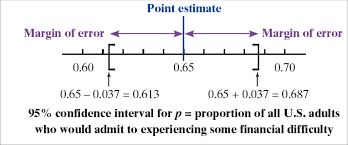 Point estimate
Margin of error Margin of error
0.60 0.65 0.70
0.65 – 0.037 = 0.613 0.65 + 0.037 = 0.687
95% confidence interval for p = proportion of all U.S. adults
who would admit to experiencing some financial difficulty